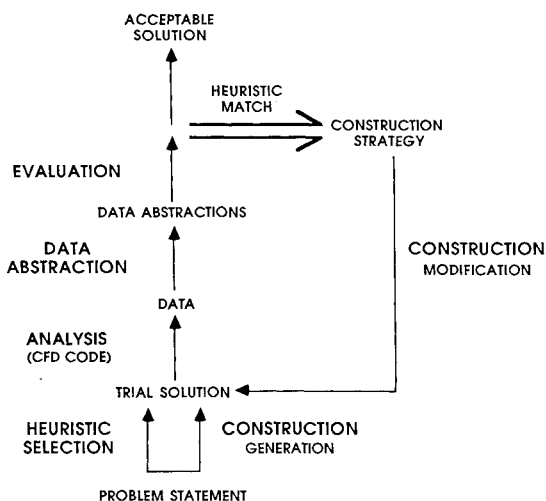 ACCEPTABLE
SOLUTION
HEURISTIC
MATCH
CONSTRUCTION
STRATEGY
EVALUATION
DATA ABSTRACTIONS
DATA
ABSTRACTION
CONSTRUCTION
MODIFICATION
DATA
ANALYSIS
(CFD CODE)
TRIAL SOLUTION
HEURISTIC
SELECTION
CONSTRUCTION
GENERATION
PROBLEM STATEMENT